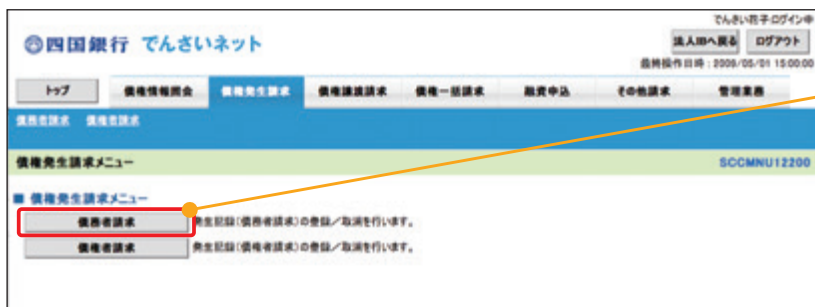 でんさい花子:ログイン中
四国銀行 でんさいネット
法人IBへ戻る ログアウト
最終操作日時:2009/05/01 15:00:00
トップ 債権情報照会 債権発生請求 債権譲渡請求 債権一括請求 融資申込 その他請求 管理業務
債務者請求 債権者請求
債権発生請求メニュー SCCMNU12200
■ 債権発生請求メニュー
債務者請求 発生記録(債務者請求)の登録/取消を行います。
債権者請求 発生記録(債権者請求)の登録/取消を行います。